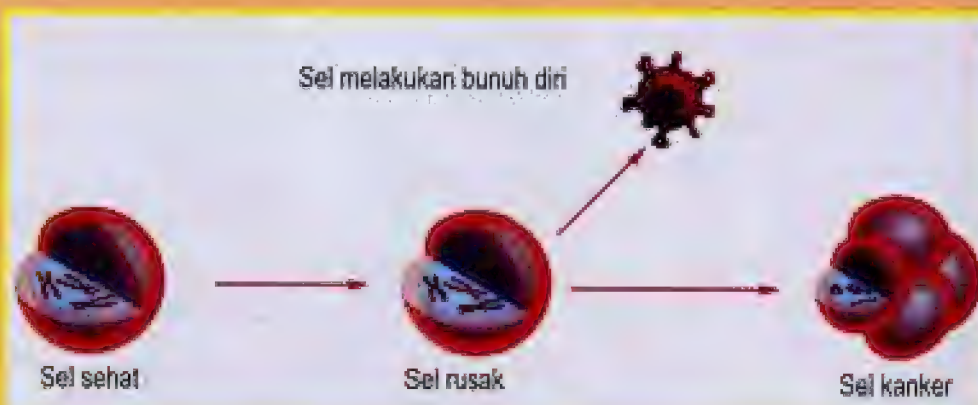 Sel melakukan bunuh diri
Sel sehat
Sel rusak
Sel kanker